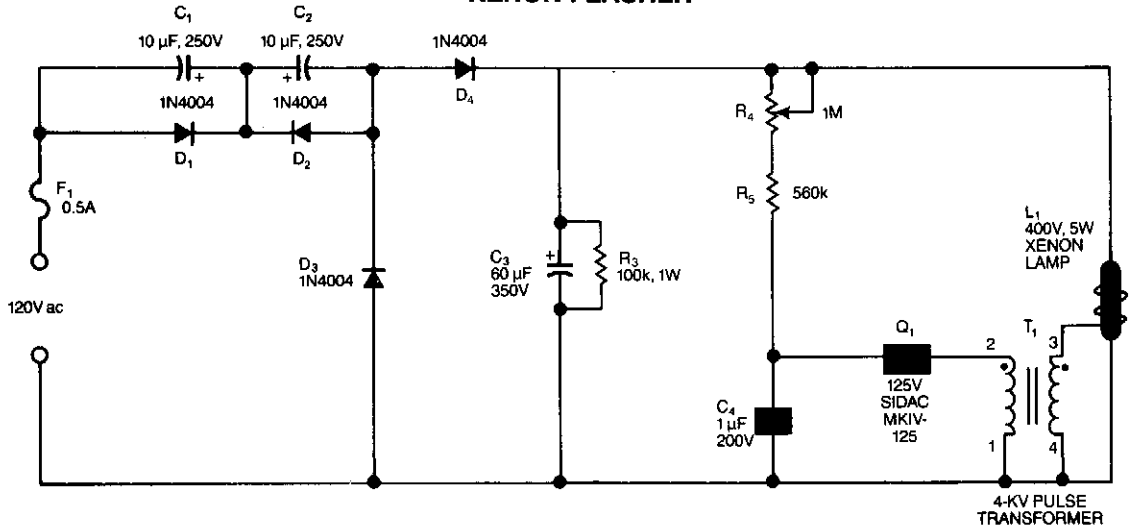 XENON FLASHER
C1
10 µF, 250V
C2
10 µF, 250V
1N4004
D4
1N4004
D1
1N4004
D2
F1
0.5A
120V ac
D3
1N4004
C3
60 µF
350V
+
R3
100k, 1W
R4
1M
R5
560k
C4
1 µF
200V
Q1
125V
SIDAC
MKIV-
125
L1
400V, 5W
XENON
LAMP
T1
2
3
1
4
4-KV PULSE
TRANSFORMER
+
+